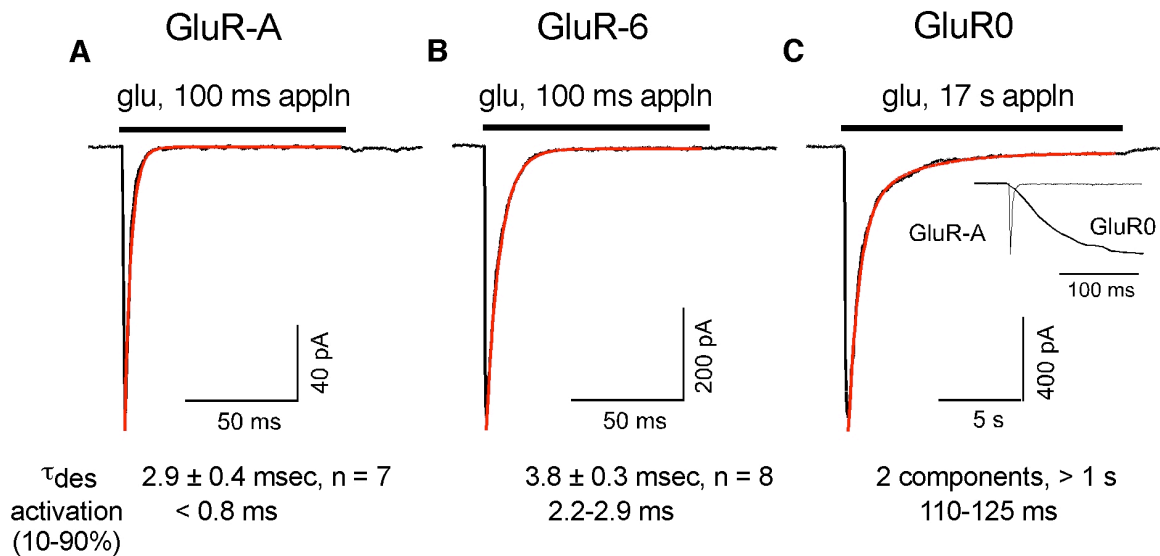 GluR-A
GluR-6
GluR0
A
B
C
glu, 100 ms appln
glu, 100 ms appln
glu, 17 s appln
GluR-A
GluR0
100 ms
40 pA
200 pA
400 pA
50 ms
50 ms
5 s
τdes 2.9 ± 0.4 msec, n = 7 3.8 ± 0.3 msec, n = 8 2 components, > 1 s
activation < 0.8 ms 2.2-2.9 ms 110-125 ms
(10-90%)